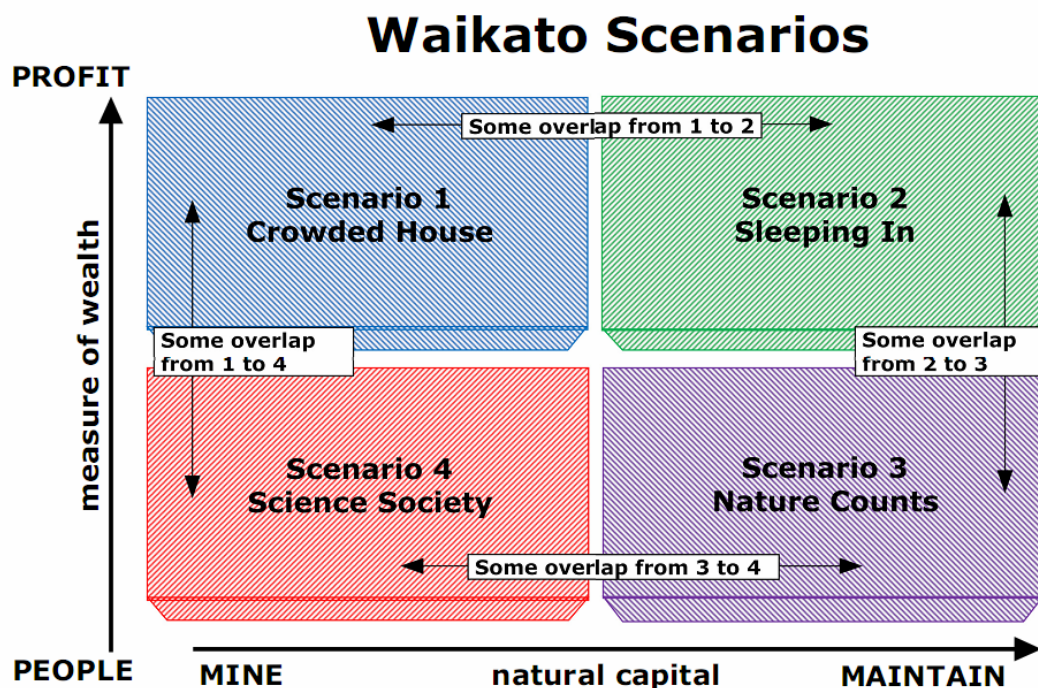 Waikato Scenarios
PROFIT
Some overlap from 1 to 2
Scenario 1
Crowded House
Scenario 2
Sleeping In
measure of wealth
Some overlap
from 1 to 4
Some overlap
from 2 to 3
Scenario 4
Science Society
Scenario 3
Nature Counts
Some overlap from 3 to 4
PEOPLE
MINE
natural capital
MAINTAIN